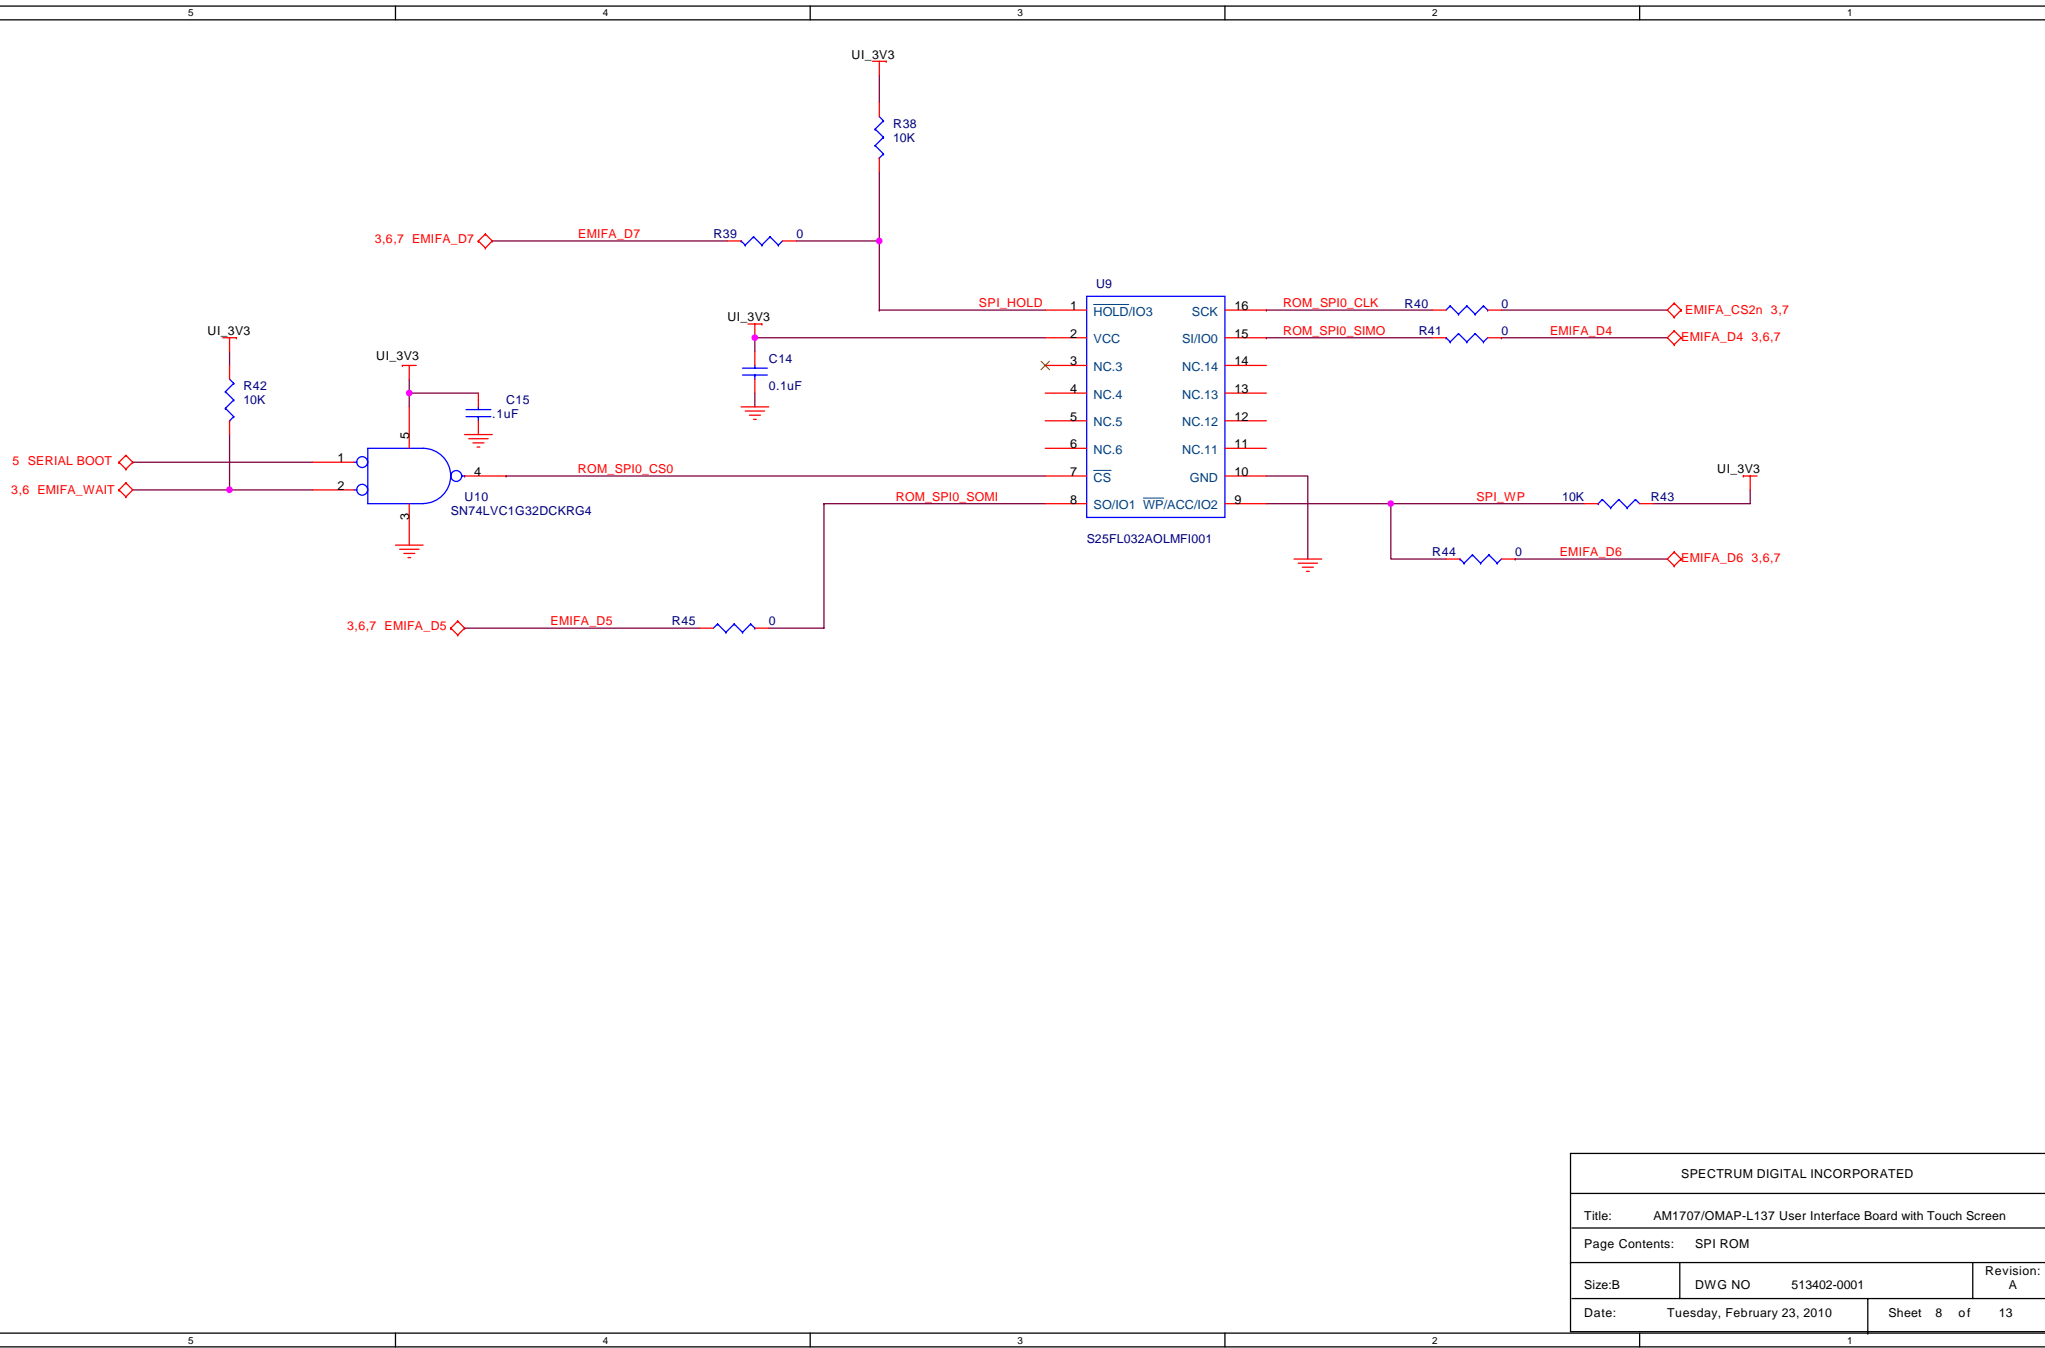 5 4 3 2 1
UI_3V3
R38
10K
3,6,7 EMIFA_D7 EMIFA_D7 R39 0
U9
SPI_HOLD 1 HOLD/IO3 SCK 16 ROM_SPI0_CLK R40 0 EMIFA_CS2n 3,7
UI_3V3
2 VCC SI/IO0 15 ROM_SPI0_SIMO R41 0 EMIFA_D4 EMIFA_D4 3,6,7
C14
0.1uF
3 NC.3 NC.14 14
4 NC.4 NC.13 13
5 NC.5 NC.12 12
6 NC.6 NC.11 11
UI_3V3
R42
10K
UI_3V3
C15
.1uF
5
5 SERIAL BOOT 1
3,6 EMIFA_WAIT 2
4 ROM_SPI0_CS0 7 CS GND 10
U10
SN74LVC1G32DCKRG4
3
ROM_SPI0_SOMI 8 SO/IO1 WP/ACC/IO2 9 SPI_WP 10K R43
UI_3V3
S25FL032AOLMFI001
R44 0 EMIFA_D6 EMIFA_D6 3,6,7
3,6,7 EMIFA_D5 EMIFA_D5 R45 0
SPECTRUM DIGITAL INCORPORATED
Title: AM1707/OMAP-L137 User Interface Board with Touch Screen
Page Contents: SPI ROM
Size:B DWG NO 513402-0001 Revision:
A
Date: Tuesday, February 23, 2010 Sheet 8 of 13
5 4 3 2 1